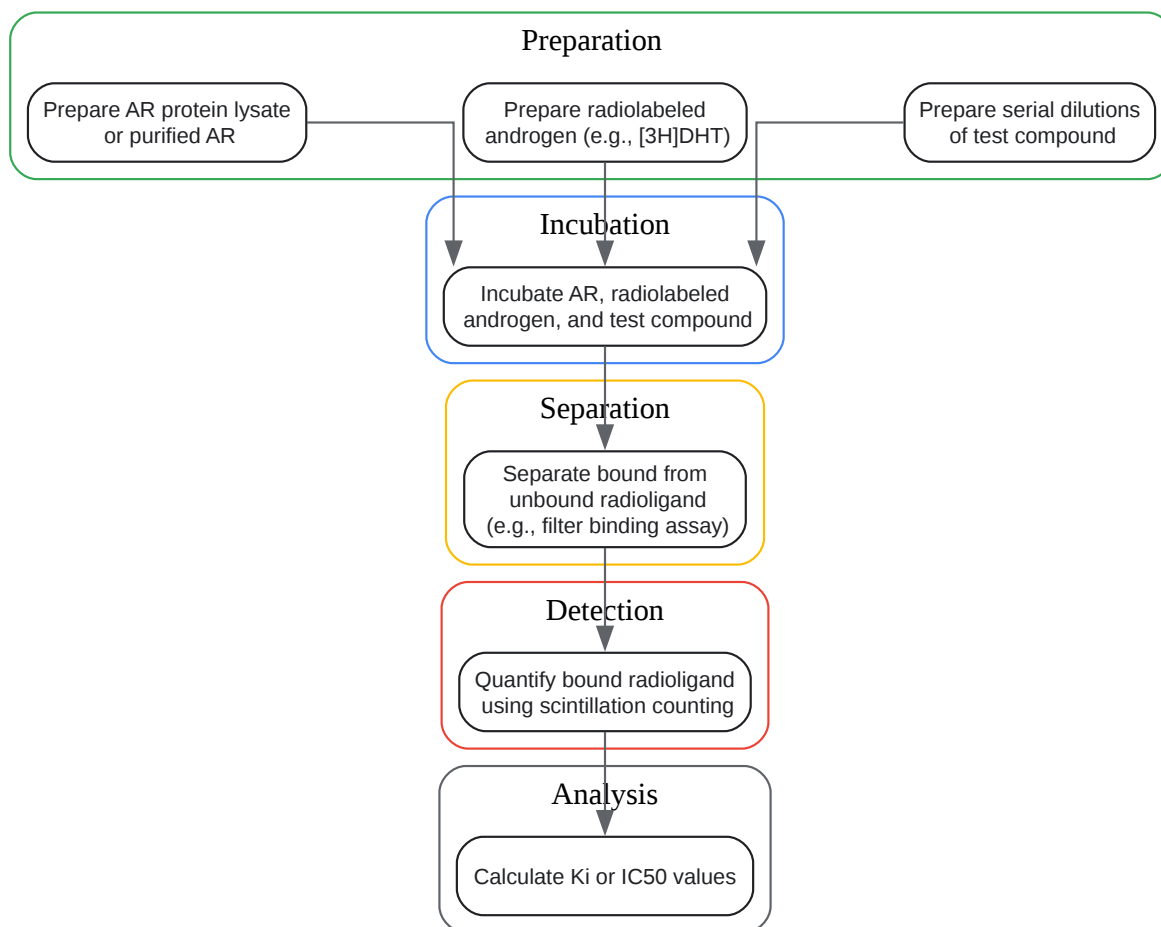 Preparation
Prepare AR protein lysate
or purified AR
Prepare radiolabeled
androgen (e.g., [3H]DHT)
Prepare serial dilutions
of test compound
Incubation
Incubate AR, radiolabeled
androgen, and test compound
Separation
Separate bound from
unbound radioligand
(e.g., filter binding assay)
Detection
Quantify bound radioligand
using scintillation counting
Analysis
Calculate Ki or IC50 values